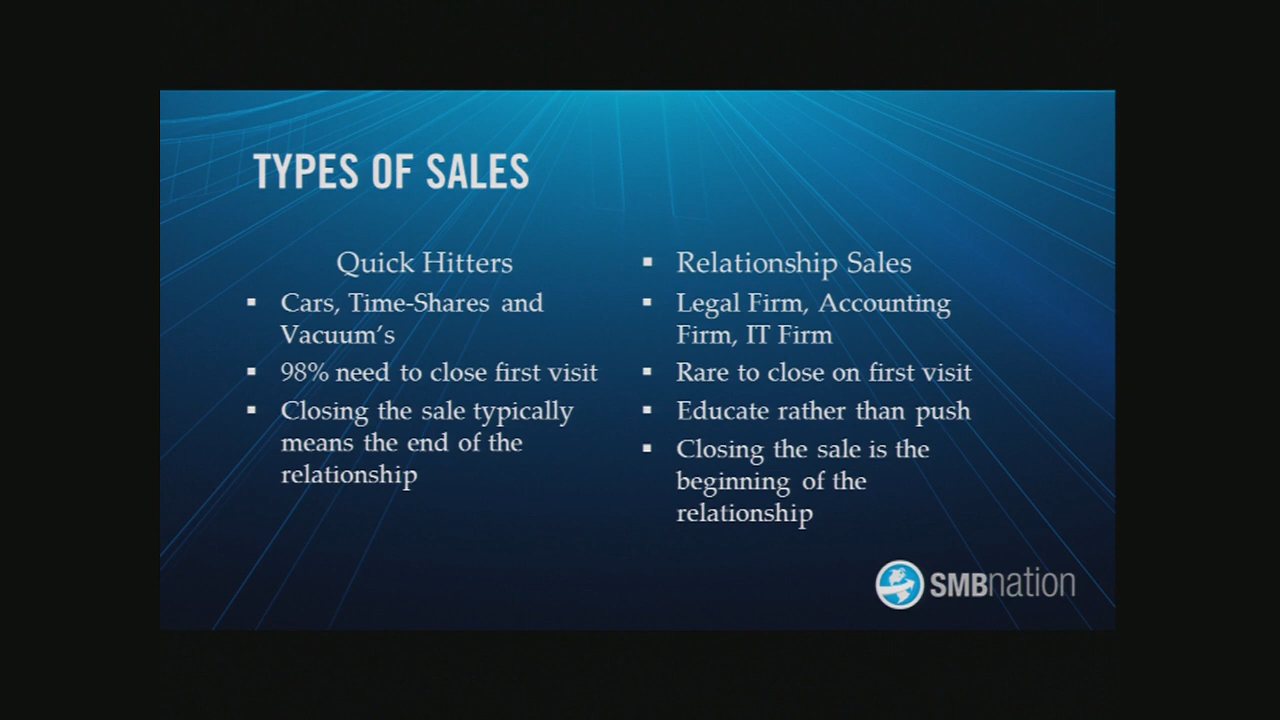 TYPES OF SALES
Quick Hitters
▪ Cars, Time-Shares and
Vacuum's
▪ 98% need to close first visit
▪ Closing the sale typically
means the end of the
relationship
▪ Relationship Sales
▪ Legal Firm, Accounting
Firm, IT Firm
▪ Rare to close on first visit
▪ Educate rather than push
▪ Closing the sale is the
beginning of the
relationship
SMBnation